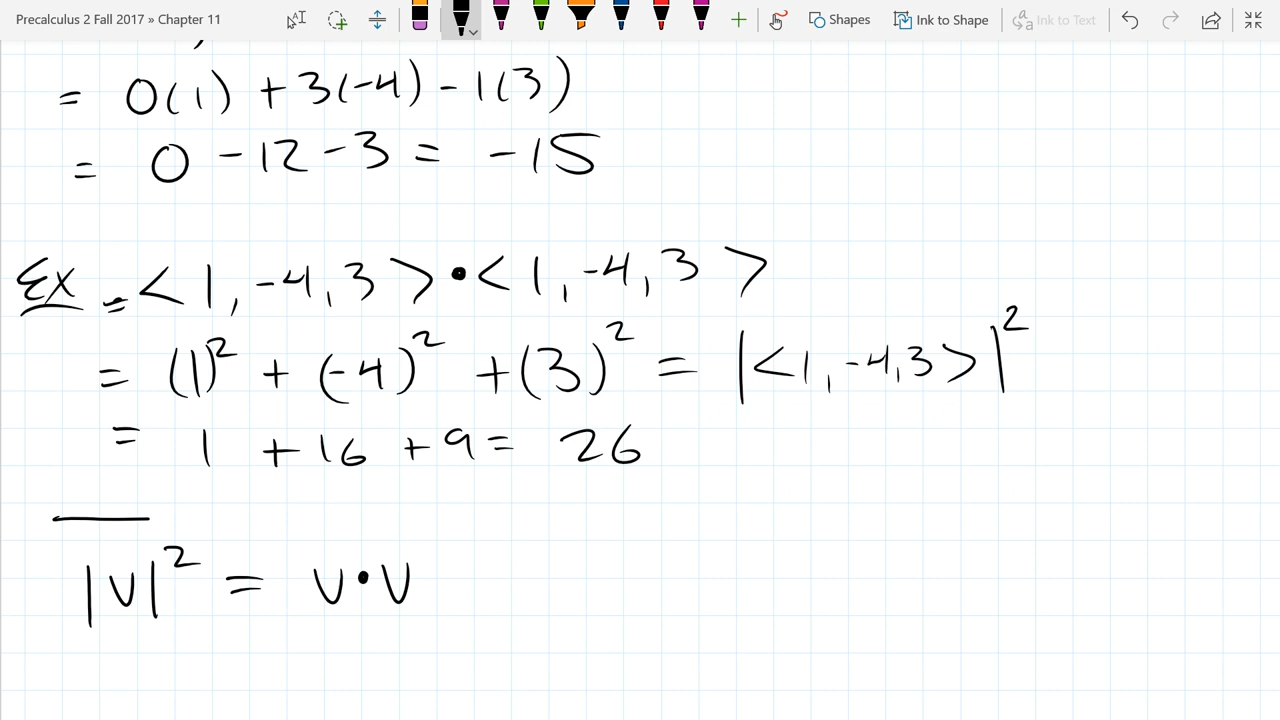 Precalculus 2 Fall 2017 » Chapter 11 Shapes Ink to Shape Ink to Text
= 0(1) + 3(-4) - 1(3)
= 0 - 12 - 3 = -15
Ex = < 1, -4, 3 > • < 1, -4, 3 >
= (1)² + (-4)² + (3)² = |< 1, -4, 3 >|²
= 1 + 16 + 9 = 26
|v|² = v • v